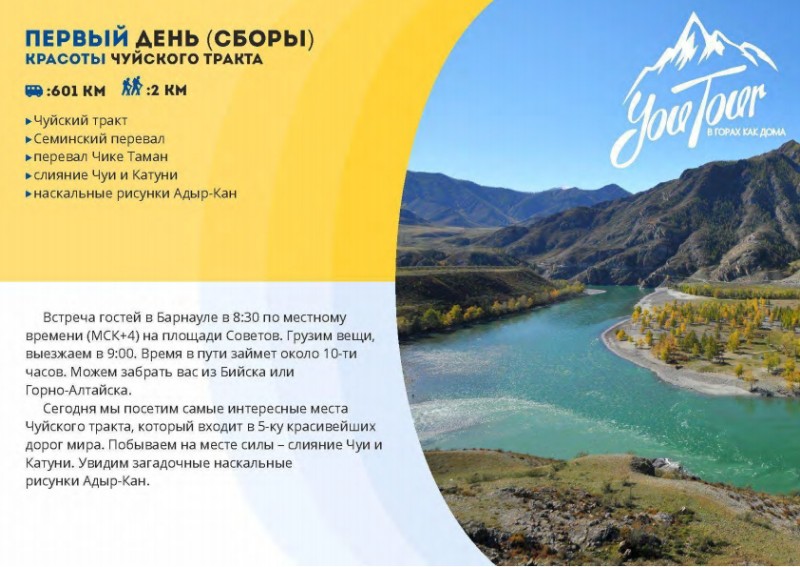 ПЕРВЫЙ ДЕНЬ (СБОРЫ)
КРАСОТЫ ЧУЙСКОГО ТРАКТА
:601 КМ :2 КМ
▸Чуйский тракт
▸Семинский перевал
▸перевал Чике Таман
▸слияние Чуи и Катуни
▸наскальные рисунки Адыр-Кан
YouTour
В ГОРАХ КАК ДОМА
Встреча гостей в Барнауле в 8:30 по местному
времени (МСК+4) на площади Советов. Грузим вещи,
выезжаем в 9:00. Время в пути займет около 10-ти
часов. Можем забрать вас из Бийска или
Горно-Алтайска.
Сегодня мы посетим самые интересные места
Чуйского тракта, который входит в 5-ку красивейших
дорог мира. Побываем на месте силы – слияние Чуи и
Катуни. Увидим загадочные наскальные
рисунки Адыр-Кан.